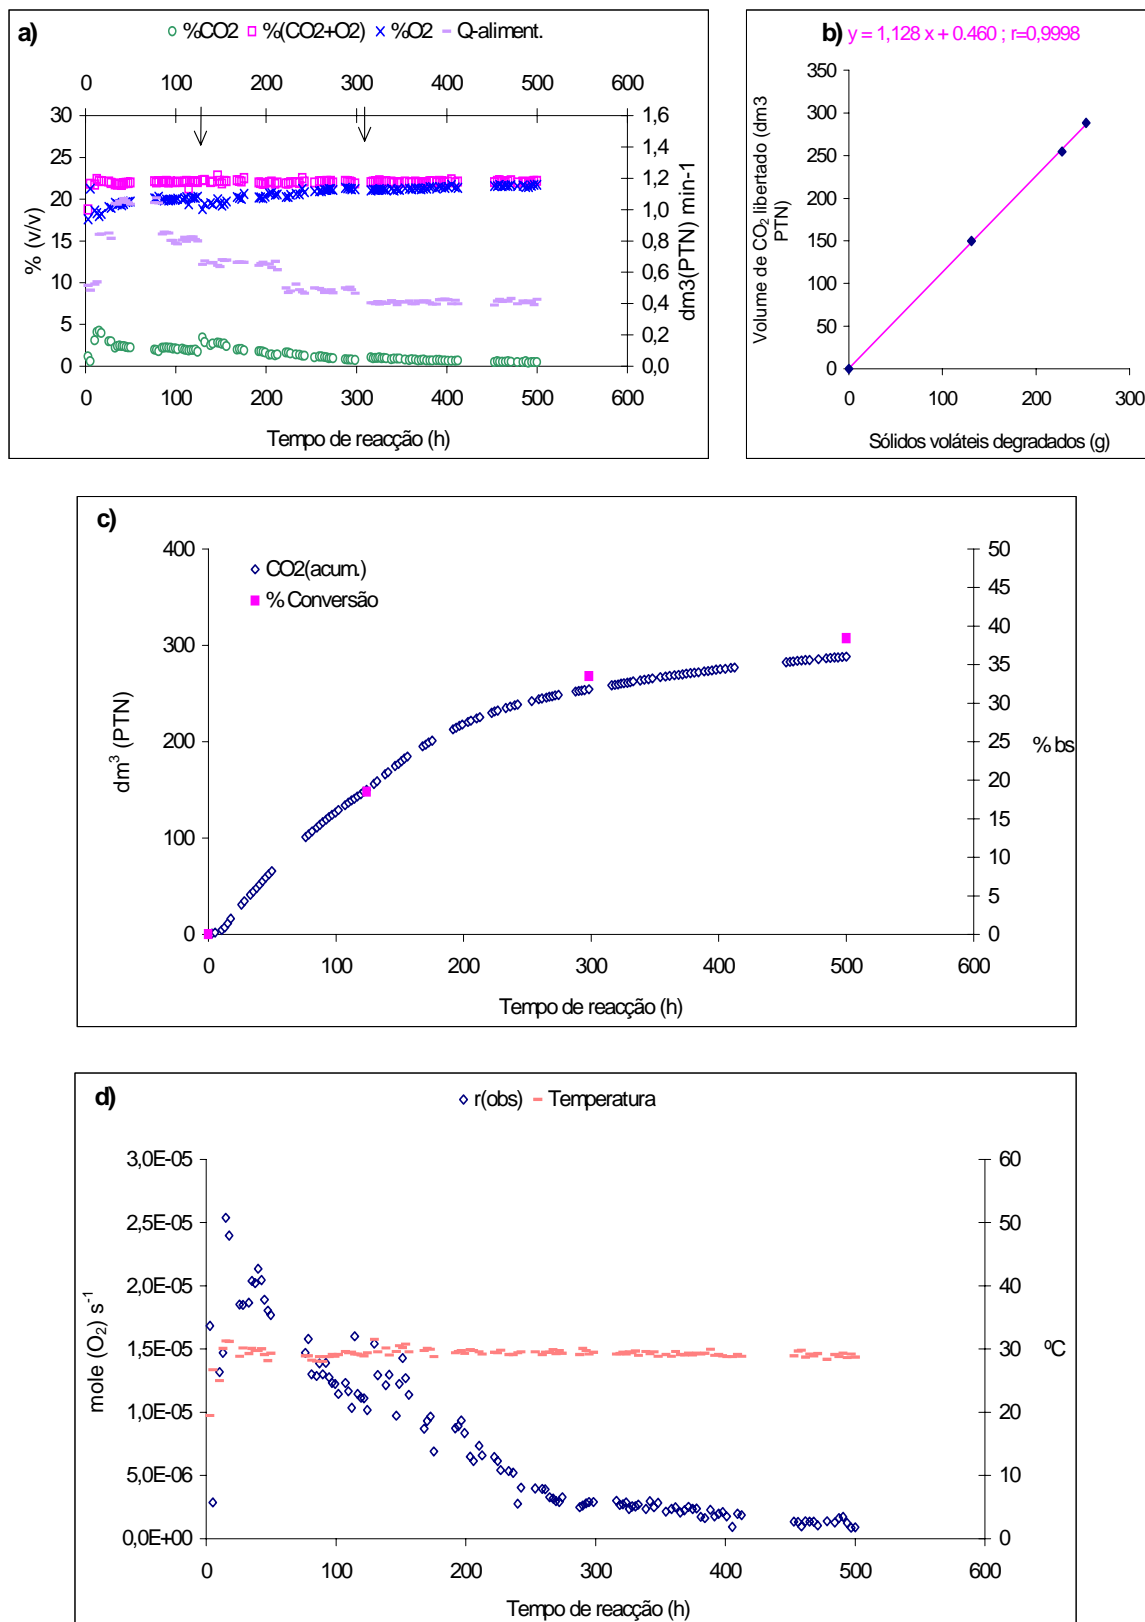 a)
%CO2 %(CO2+O2) %O2 Q-aliment.
0 100 200 300 400 500 600
30
25
20
15
10
5
0
% (v/v)
1,6
1,4
1,2
1,0
0,8
0,6
0,4
0,2
0,0
dm3(PTN) min-1
0 100 200 300 400 500 600
Tempo de reacção (h)
b) y = 1,128 x + 0.460 ; r=0,9998
350
300
250
200
150
100
50
0
Volume de CO₂ libertado (dm3
PTN)
0 100 200 300
Sólidos voláteis degradados (g)
c)
400
300
200
100
0
dm³ (PTN)
CO2(acum.)
% Conversão
50
45
40
35
30
25
20
15
10
5
0
% bs
0 100 200 300 400 500 600
Tempo de reacção (h)
d)
r(obs) Temperatura
3,0E-05
2,5E-05
2,0E-05
1,5E-05
1,0E-05
5,0E-06
0,0E+00
mole (O₂) s⁻¹
60
50
40
30
20
10
0
ºC
0 100 200 300 400 500 600
Tempo de reacção (h)